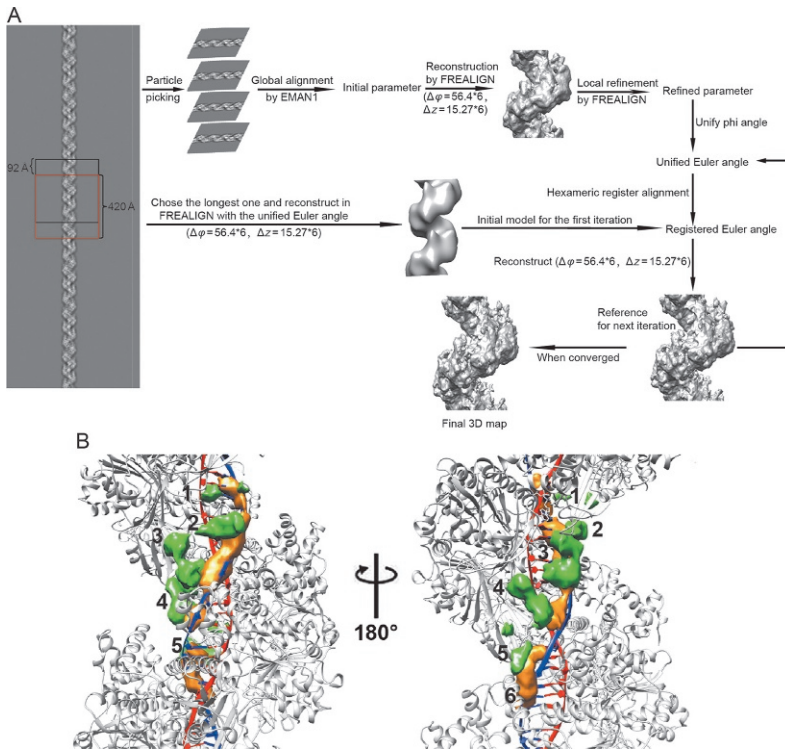 A
Particle
picking
Global alignment
by EMAN1
Initial parameter
Reconstruction
by FREALIGN
(Δφ=56.4*6,
Δz=15.27*6)
Local refinement
by FREALIGN
Refined parameter
Unify phi angle
Unified Euler angle
92 Å
420 A
Chose the longest one and reconstruct in
FREALIGN with the unified Euler angle
(Δφ=56.4*6, Δz=15.27*6)
Initial model for the first iteration
Hexameric register alignment
Registered Euler angle
Reconstruct (Δφ=56.4*6, Δz=15.27*6)
Reference
for next iteration
When converged
Final 3D map
B
1
2
3
4
5
180°
1
2
3
4
5
6